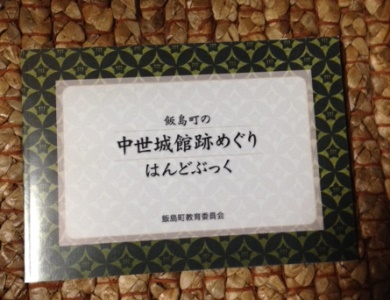 飯島町の
中世城館跡めぐり
はんどぶっく
飯島町教育委員会